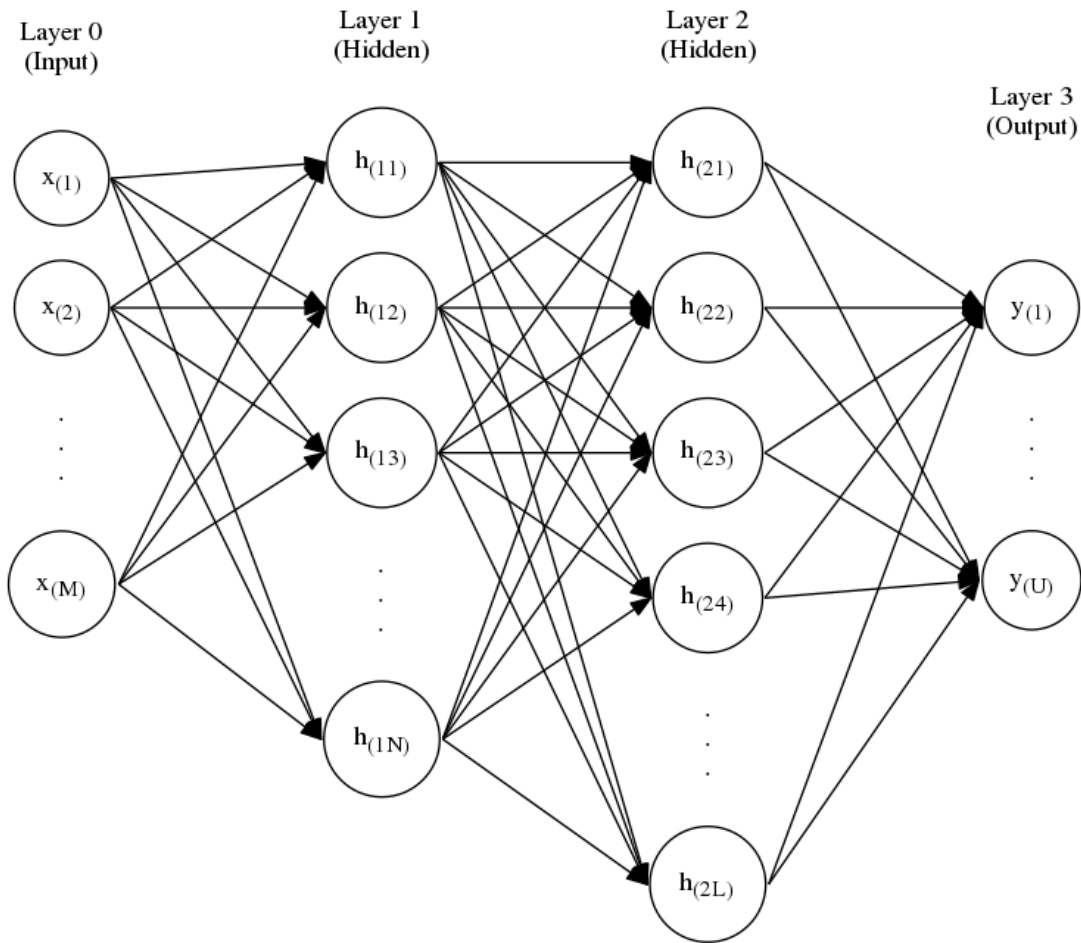 Layer 0
(Input)
Layer 1
(Hidden)
Layer 2
(Hidden)
Layer 3
(Output)
x(1)
x(2)
x(M)
h(11)
h(12)
h(13)
h(1N)
h(21)
h(22)
h(23)
h(24)
h(2L)
y(1)
y(U)